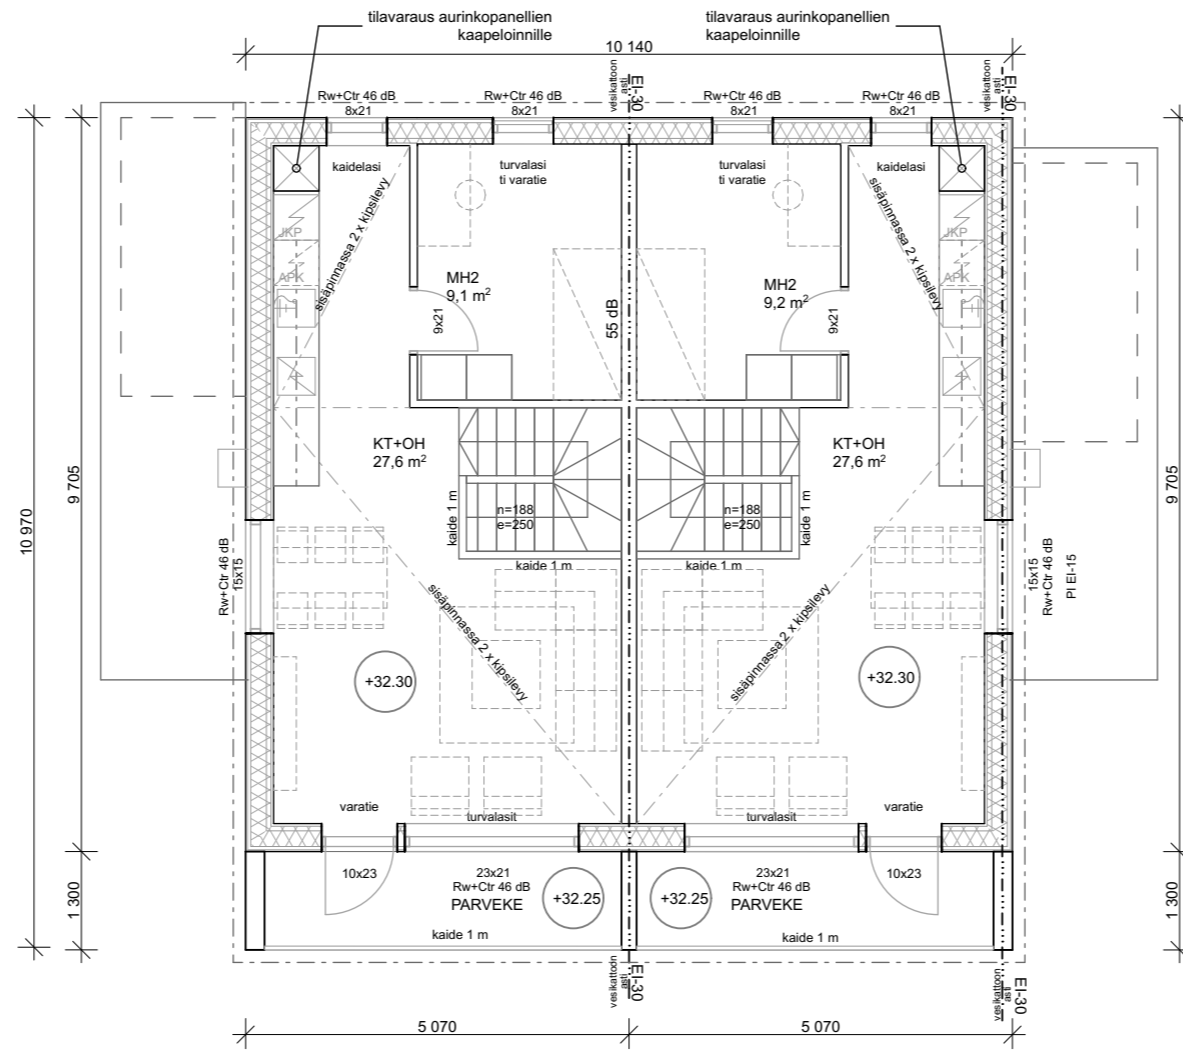 tilavaraus aurinkopanellien
kaapeloinnille
tilavaraus aurinkopanellien
kaapeloinnille
10 140
vesikattoon
asti
EI-30
vesikattoon
asti
EI-30
Rw+Ctr 46 dB
8x21
Rw+Ctr 46 dB
8x21
Rw+Ctr 46 dB
8x21
Rw+Ctr 46 dB
8x21
kaidelasi
turvalasi
ti varatie
turvalasi
ti varatie
kaidelasi
sisäpinnassa 2 x kipsilevy
sisäpinnassa 2 x kipsilevy
JKP
APK
JKP
APK
MH2
9,1 m²
9x21
55 dB
MH2
9,2 m²
9x21
KT+OH
27,6 m²
KT+OH
27,6 m²
10 970
9 705
9 705
kaide 1 m
n=188
e=250
n=188
e=250
kaide 1 m
kaide 1 m
kaide 1 m
Rw+Ctr 46 dB
15x15
15x15
Rw+Ctr 46 dB
PI EI-15
sisäpinnassa 2 x kipsilevy
sisäpinnassa 2 x kipsilevy
+32.30
+32.30
varatie
turvalasit
turvalasit
varatie
10x23
23x21
Rw+Ctr 46 dB
PARVEKE
+32.25
+32.25
23x21
Rw+Ctr 46 dB
PARVEKE
10x23
1 300
1 300
kaide 1 m
kaide 1 m
vesikattoon
asti
EI-30
vesikattoon
asti
EI-30
5 070
5 070